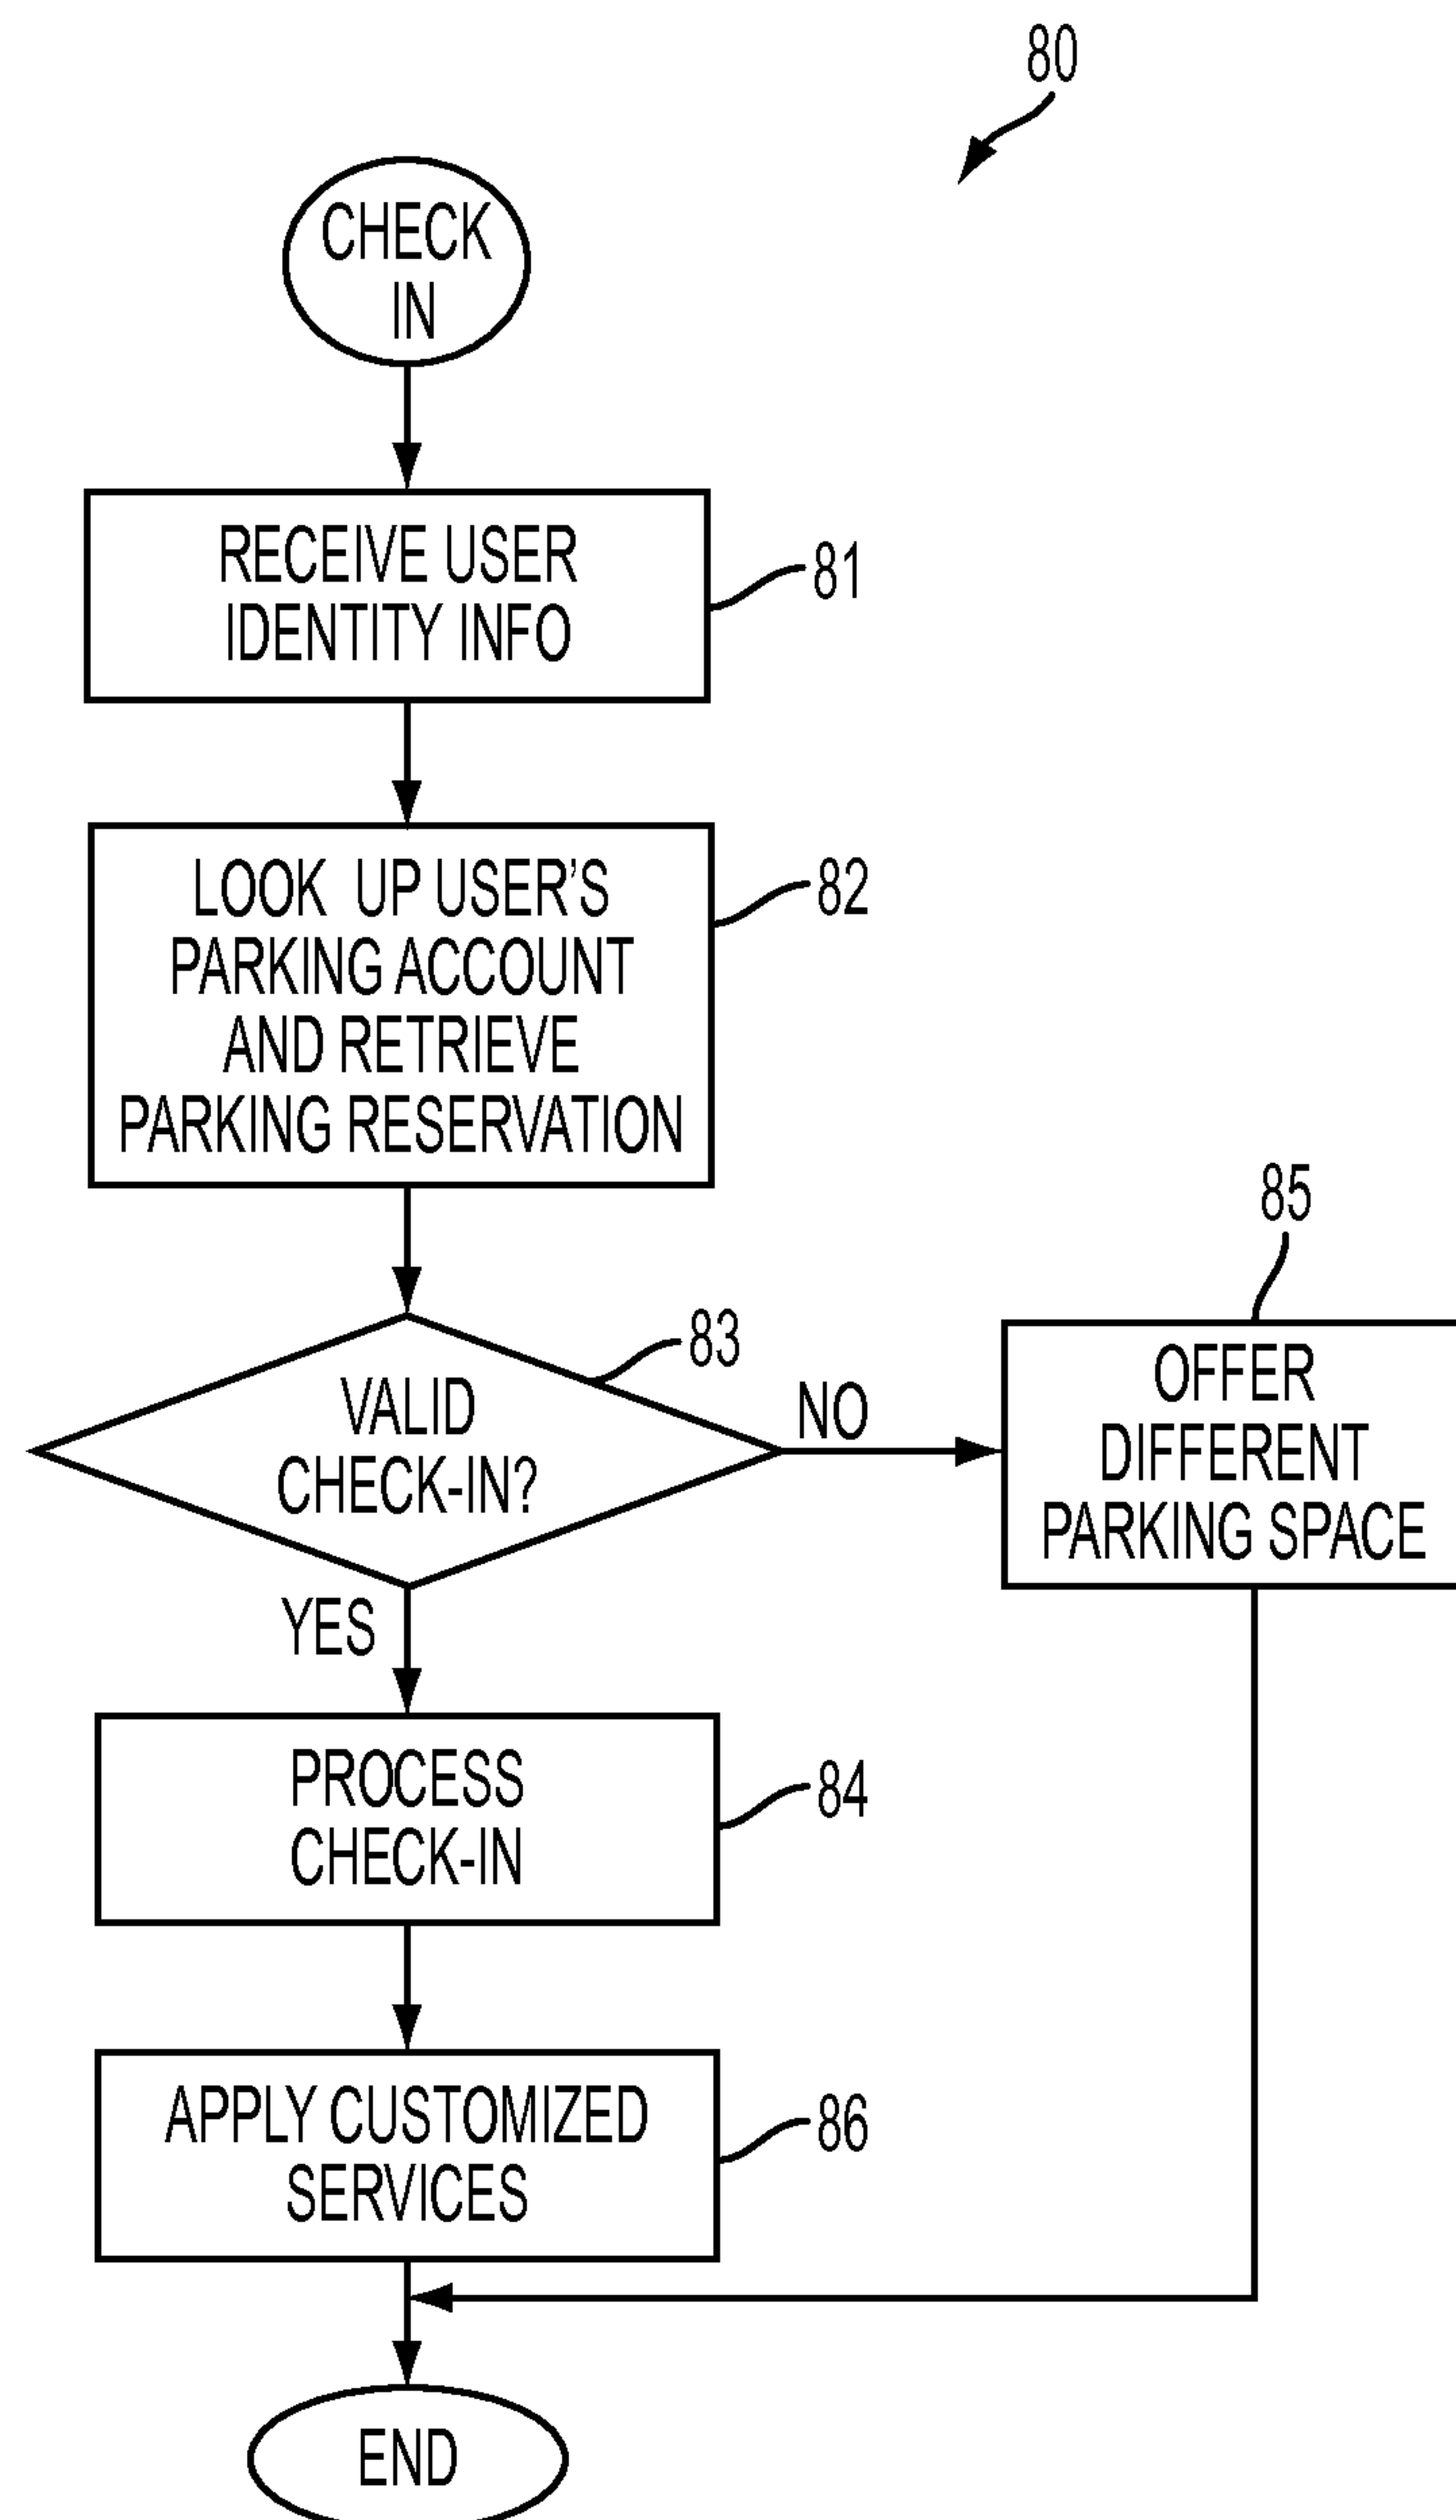 80
CHECK
IN
RECEIVE USER
IDENTITY INFO
81
LOOK UP USER'S
PARKING ACCOUNT
AND RETRIEVE
PARKING RESERVATION
82
VALID
CHECK-IN?
83
NO
85
OFFER
DIFFERENT
PARKING SPACE
YES
PROCESS
CHECK-IN
84
APPLY CUSTOMIZED
SERVICES
86
END